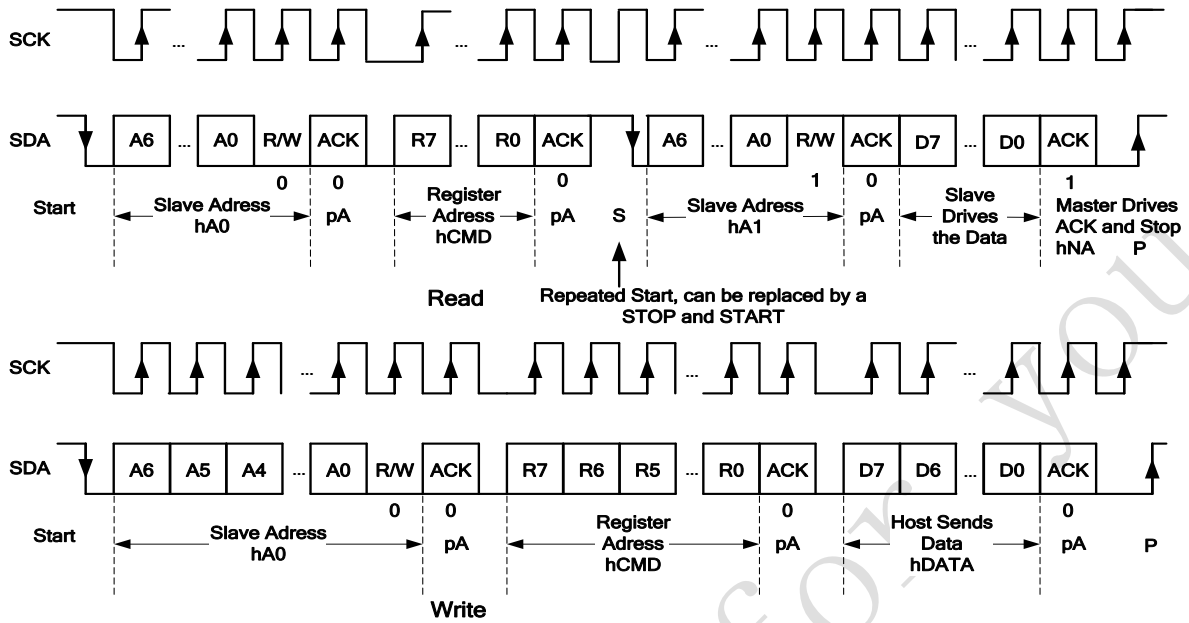 SCK
... ... ... ...
SDA
A6 ... A0 R/W ACK R7 ... R0 ACK A6 ... A0 R/W ACK D7 ... D0 ACK
0 0 0 1 0 1
Start
Slave Adress
hA0
pA
Register
Adress
hCMD
pA
S
Slave Adress
hA1
pA
Slave
Drives
the Data
Master Drives
ACK and Stop
hNA P
Read
Repeated Start, can be replaced by a
STOP and START
SCK
... ... ...
SDA
A6 A5 A4 ... A0 R/W ACK R7 R6 R5 ... R0 ACK D7 D6 ... D0 ACK
0 0 0 0
Start
Slave Adress
hA0
pA
Register
Adress
hCMD
pA
Host Sends
Data
hDATA
pA
P
Write
for you